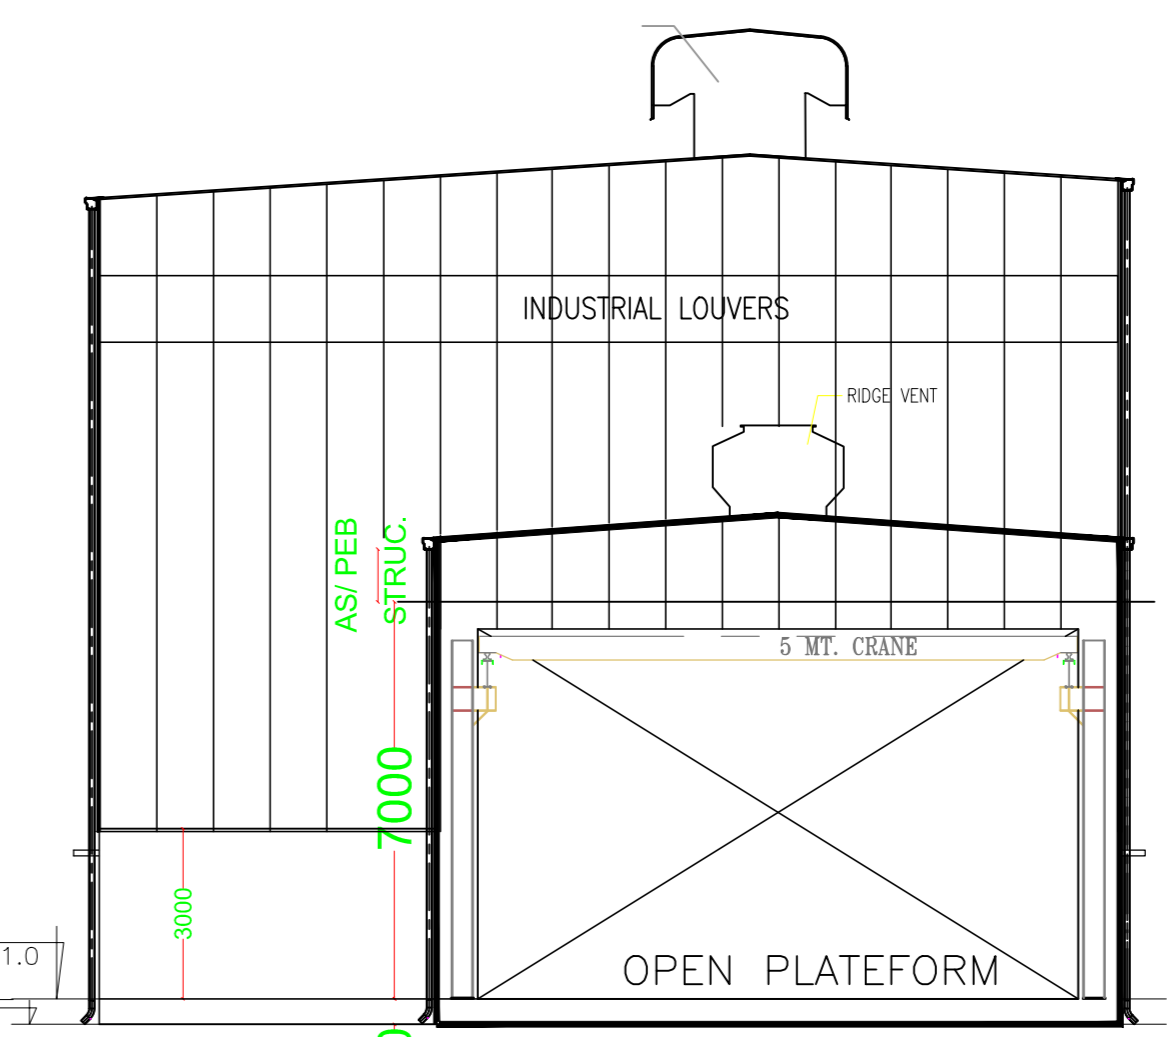 INDUSTRIAL LOUVERS
RIDGE VENT
AS/ PEB
STRUC.
5 MT. CRANE
7000
3000
1.0
OPEN PLATEFORM